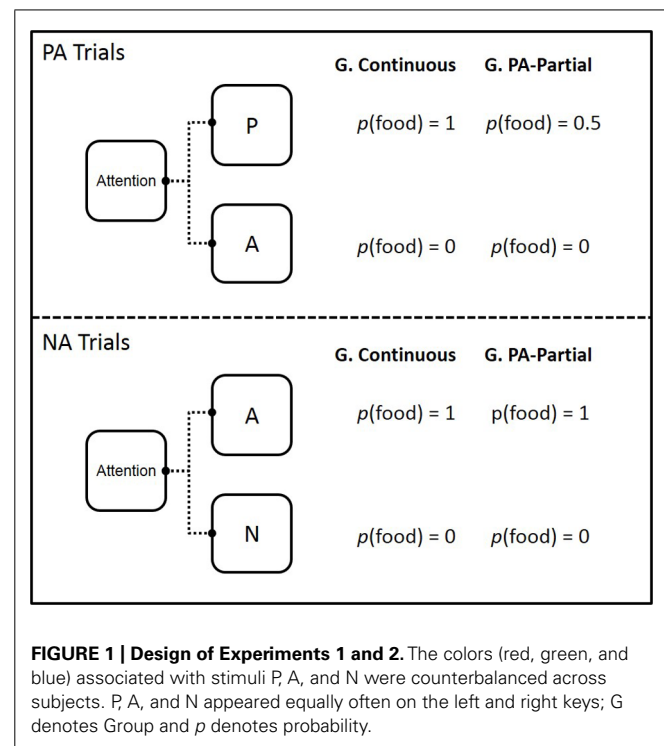 PA Trials
G. Continuous G. PA-Partial
P
p(food) = 1 p(food) = 0.5
Attention
A
p(food) = 0 p(food) = 0
NA Trials
G. Continuous G. PA-Partial
A
p(food) = 1 p(food) = 1
Attention
N
p(food) = 0 p(food) = 0
FIGURE 1 | Design of Experiments 1 and 2. The colors (red, green, and
blue) associated with stimuli P, A, and N were counterbalanced across
subjects. P, A, and N appeared equally often on the left and right keys; G
denotes Group and p denotes probability.